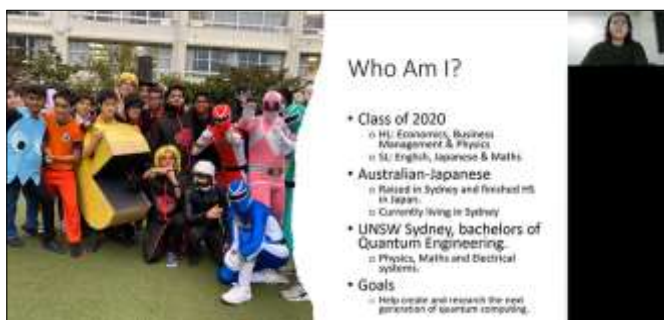 Who Am I?
• Class of 2020
o HL: Economics, Business
Management & Physics
o SL: English, Japanese & Maths
• Australian-Japanese
o Raised in Sydney and finished HS
in Japan.
o Currently living in Sydney
• UNSW Sydney, bachelors of
Quantum Engineering.
o Physics, Maths and Electrical
systems.
• Goals
o Help create and research the next
generation of quantum computing.